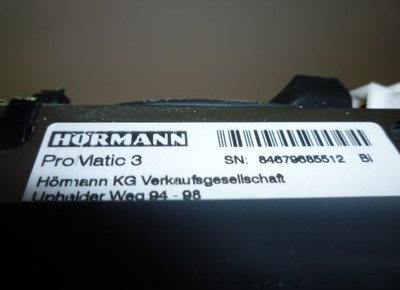 HÖRMANN
ProMatic 3 SN: 84679685512 BI
Hörmann KG Verkaufsgesellschaft
Upheider Weg 94 - 98